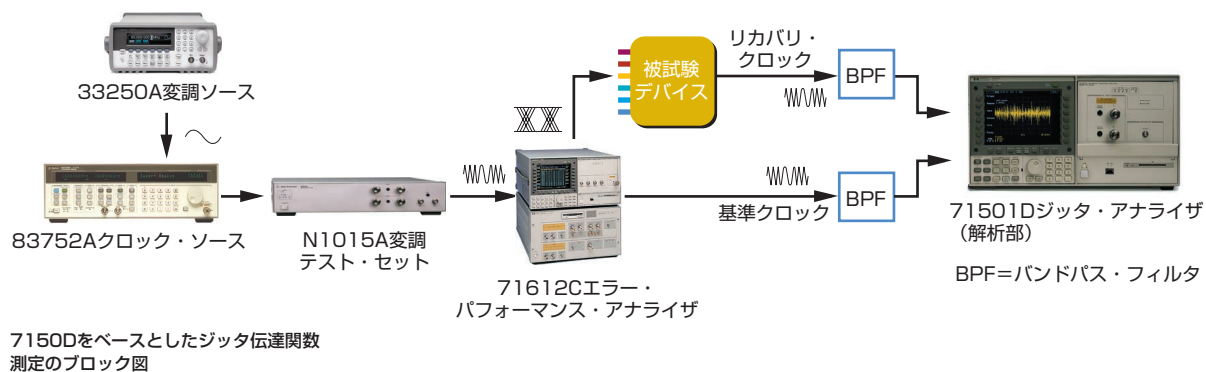 33250A変調ソース
83752Aクロック・ソース
N1015A変調
テスト・セット
71612Cエラー・
パフォーマンス・アナライザ
被試験
デバイス
リカバリ・
クロック
BPF
基準クロック
BPF
71501Dジッタ・アナライザ
（解析部）
BPF＝バンドパス・フィルタ
7150Dをベースとしたジッタ伝達関数
測定のブロック図